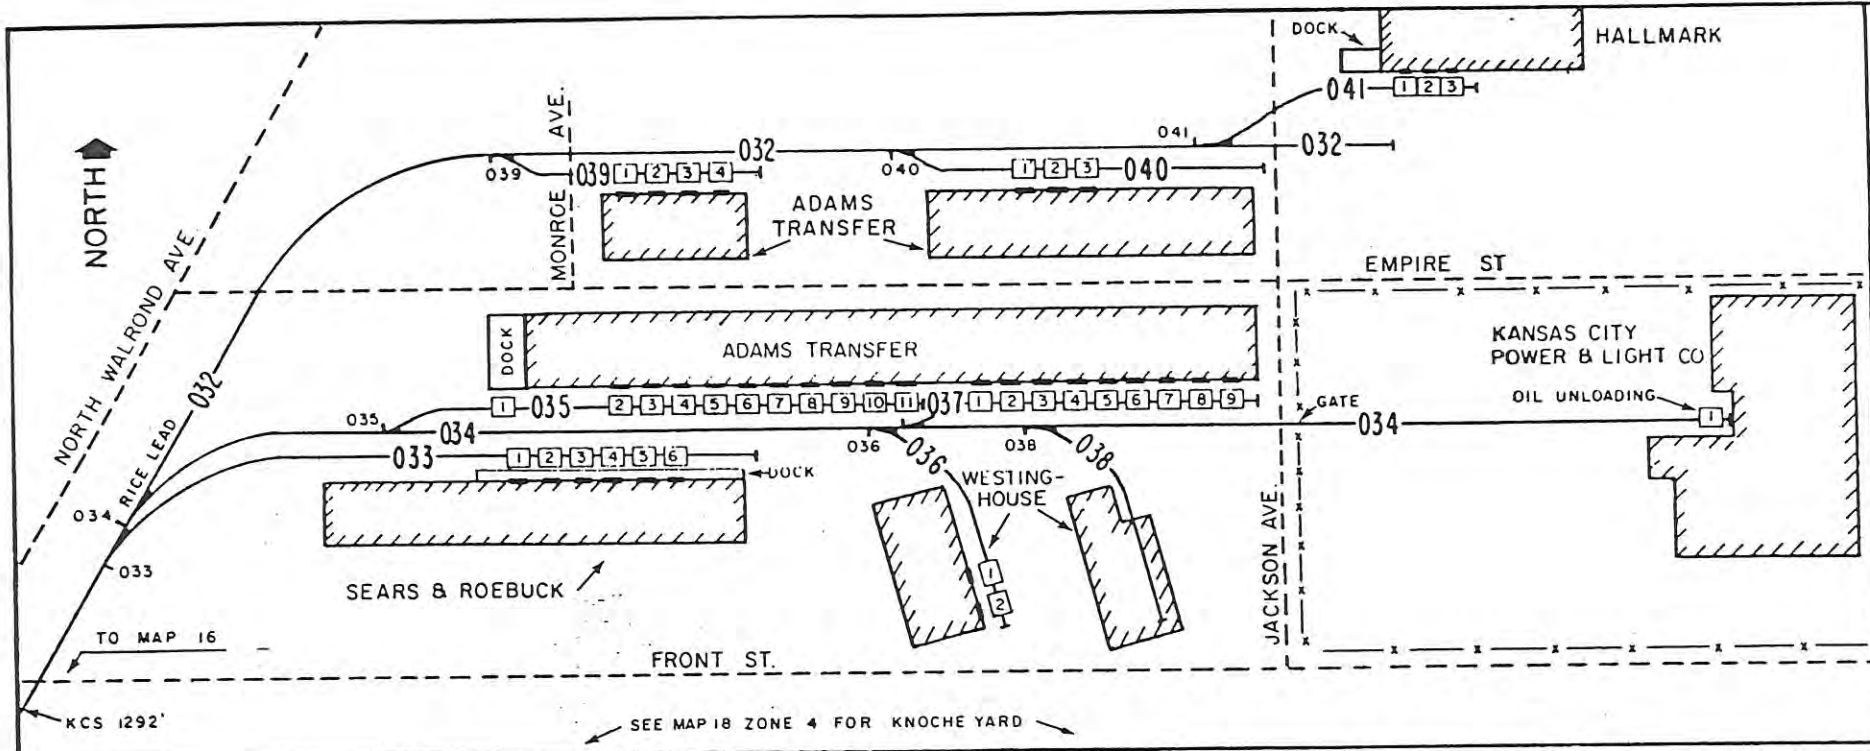 DOCK
HALLMARK
041
1 2 3
NORTH
MONROE AVE.
041
032
032
039
039
1 2 3 4
040
1 2 3
040
ADAMS
TRANSFER
NORTH WALROND AVE.
EMPIRE ST
032
RICE LEAD
DOCK
ADAMS TRANSFER
KANSAS CITY
POWER & LIGHT CO
OIL UNLOADING
1
1
035
2 3 4 5 6 7 8 9 10 11
037
1 2 3 4 5 6 7 8 9
GATE
035
034
034
036
036
038
038
033
1 2 3 4 5 6
DOCK
WESTING-
HOUSE
034
033
1
2
SEARS & ROEBUCK
JACKSON AVE.
TO MAP 16
FRONT ST.
KCS 1292'
SEE MAP 18 ZONE 4 FOR KNOCHE YARD